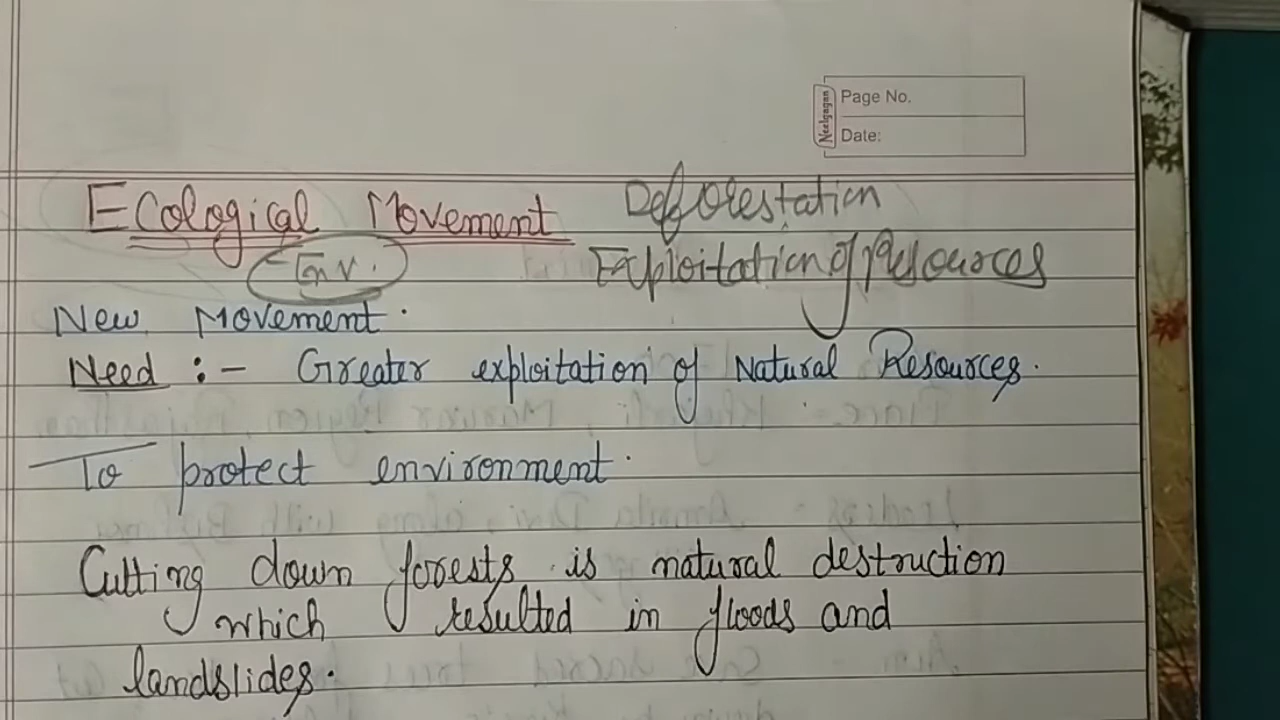 Neelgagan
Page No.
Date:
Ecological Movement
Deforestation
Env.
Exploitation of resources
New Movement.
Need :- Greater exploitation of Natural Resources.
To protect environment.
Cutting down forests is natural destruction
which resulted in floods and
landslides.